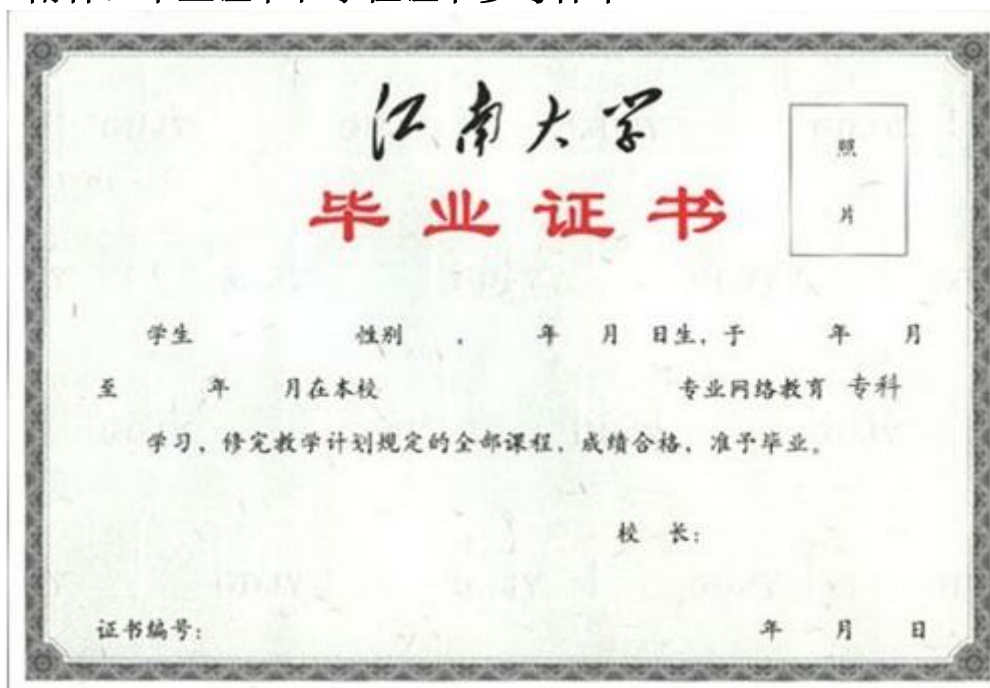 江南大学
毕业证书
照
片
学生 性别 , 年 月 日生,于 年 月
至 年 月在本校 专业网络教育 专科
学习,修完教学计划规定的全部课程,成绩合格,准予毕业。
校 长:
证书编号: 年 月 日